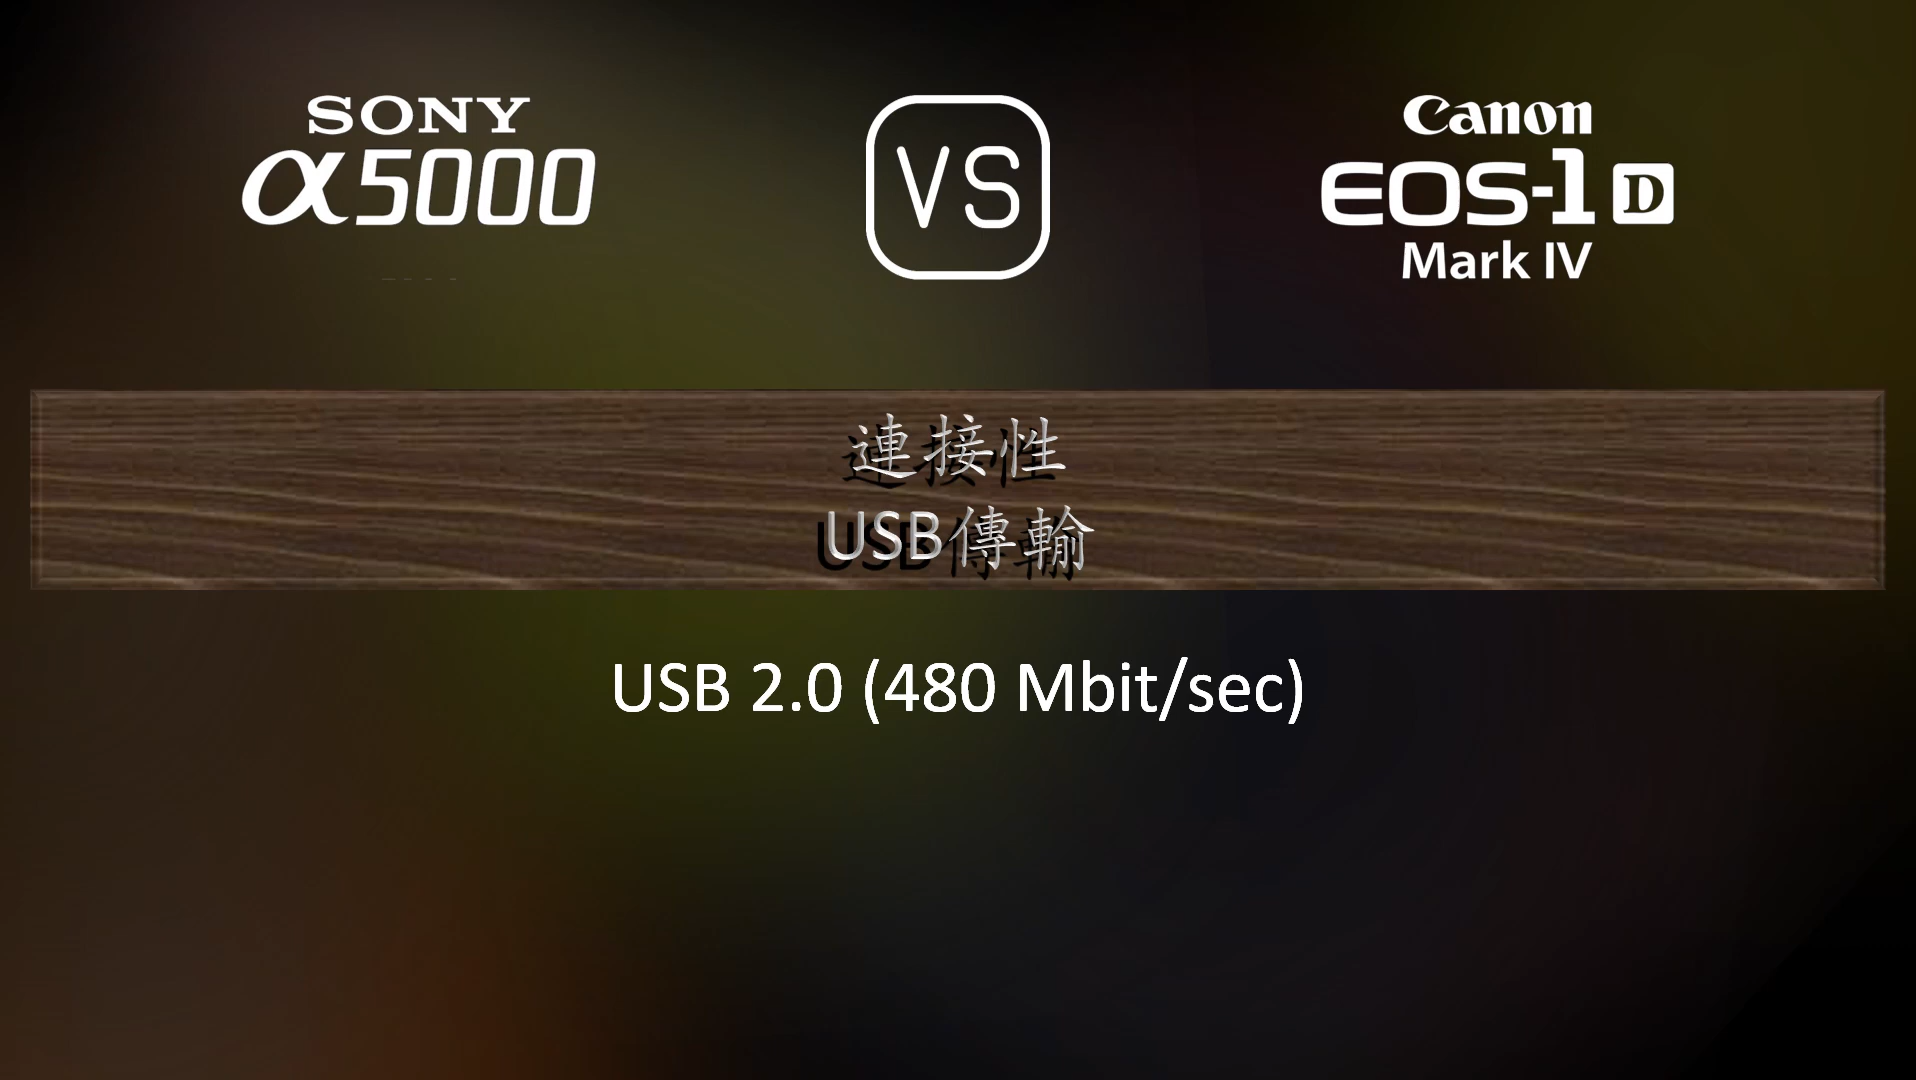 SONY
α5000
VS
Canon
EOS-1D
Mark IV
連接性
USB傳輸
USB 2.0 (480 Mbit/sec)